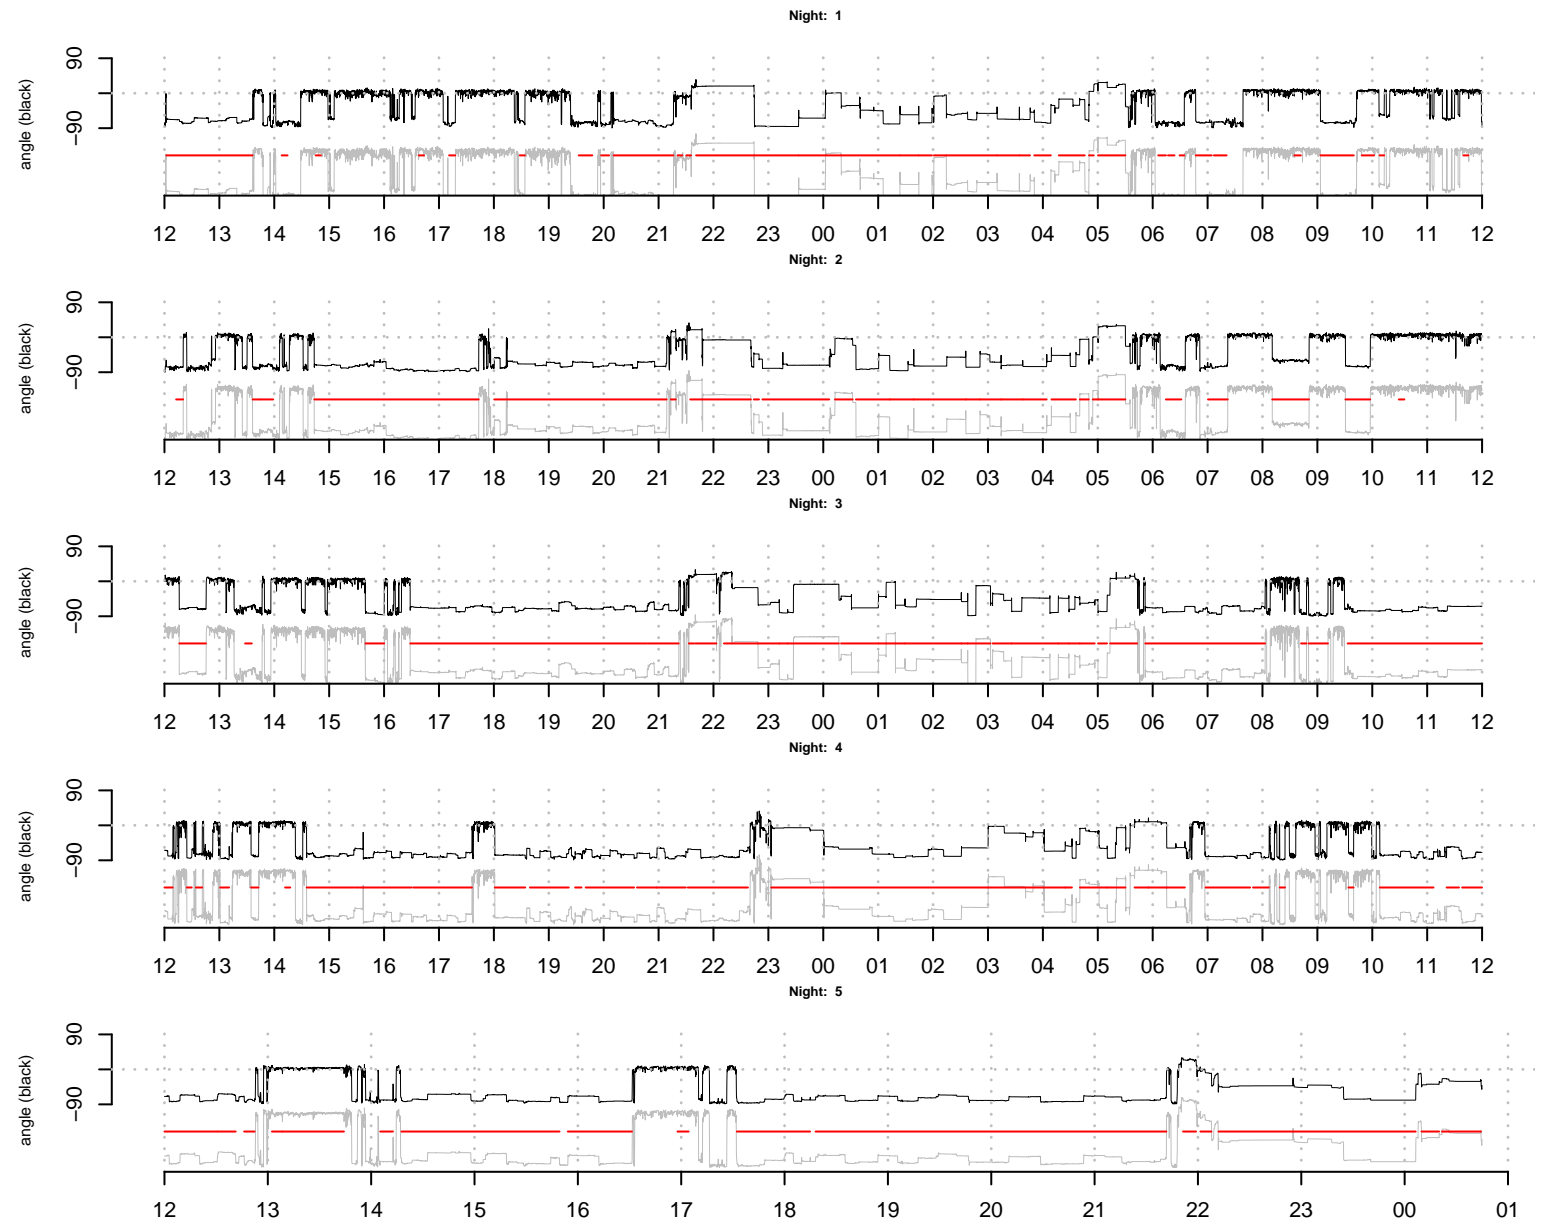 Night: 1
angle (black)
90
−90
12 13 14 15 16 17 18 19 20 21 22 23 00 01 02 03 04 05 06 07 08 09 10 11 12
Night: 2
angle (black)
90
−90
12 13 14 15 16 17 18 19 20 21 22 23 00 01 02 03 04 05 06 07 08 09 10 11 12
Night: 3
angle (black)
90
−90
12 13 14 15 16 17 18 19 20 21 22 23 00 01 02 03 04 05 06 07 08 09 10 11 12
Night: 4
angle (black)
90
−90
12 13 14 15 16 17 18 19 20 21 22 23 00 01 02 03 04 05 06 07 08 09 10 11 12
Night: 5
angle (black)
90
−90
12 13 14 15 16 17 18 19 20 21 22 23 00 01